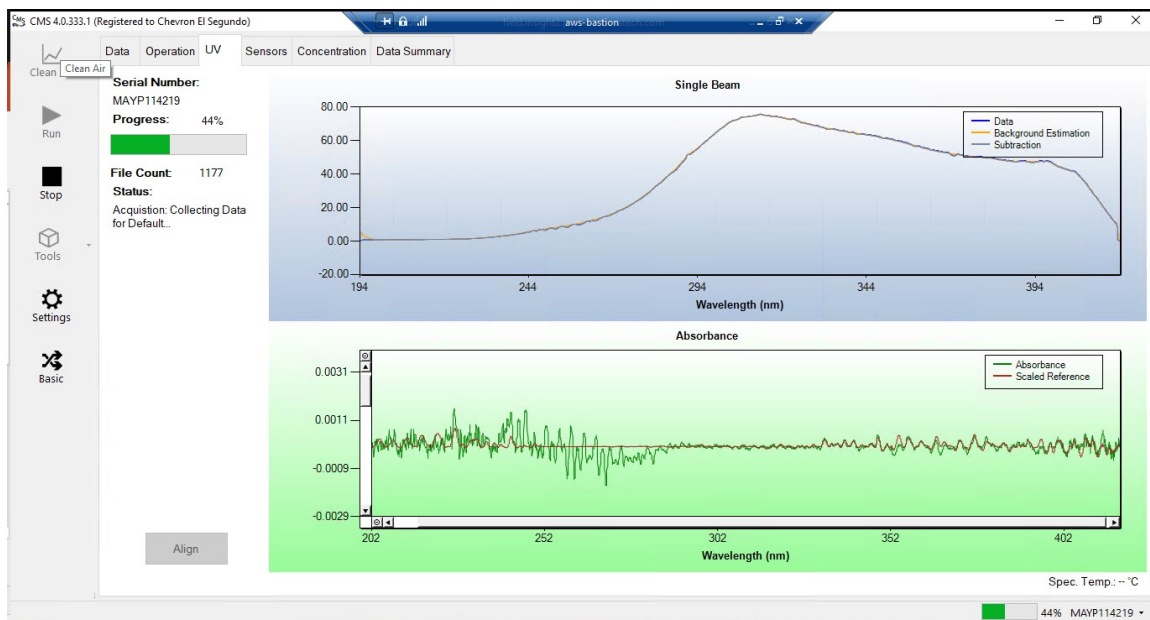 CMS 4.0.333.1 (Registered to Chevron El Segundo)
aws-bastion
Clean
Clean Air
Run
Stop
Tools
Settings
Basic
Data Operation UV Sensors Concentration Data Summary
Serial Number:
MAYP114219
Progress: 44%
File Count: 1177
Status:
Acquistion: Collecting Data
for Default...
Align
Single Beam
80.00
60.00
40.00
20.00
0.00
-20.00
194 244 294 344 394
Wavelength (nm)
Data
Background Estimation
Subtraction
Absorbance
0.0031
0.0011
-0.0009
-0.0029
202 252 302 352 402
Wavelength (nm)
Absorbance
Scaled Reference
Spec. Temp.: -- °C
44% MAYP114219